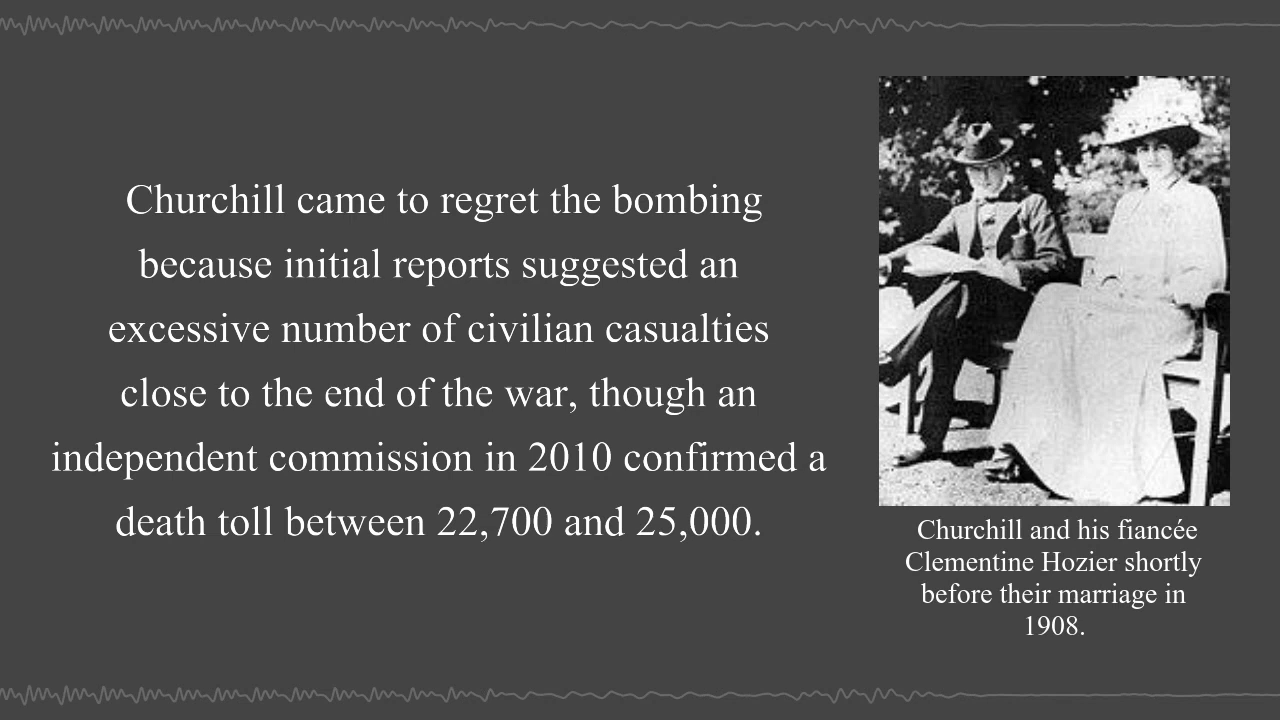 Churchill came to regret the bombing
because initial reports suggested an
excessive number of civilian casualties
close to the end of the war, though an
independent commission in 2010 confirmed a
death toll between 22,700 and 25,000.
Churchill and his fiancée
Clementine Hozier shortly
before their marriage in
1908.